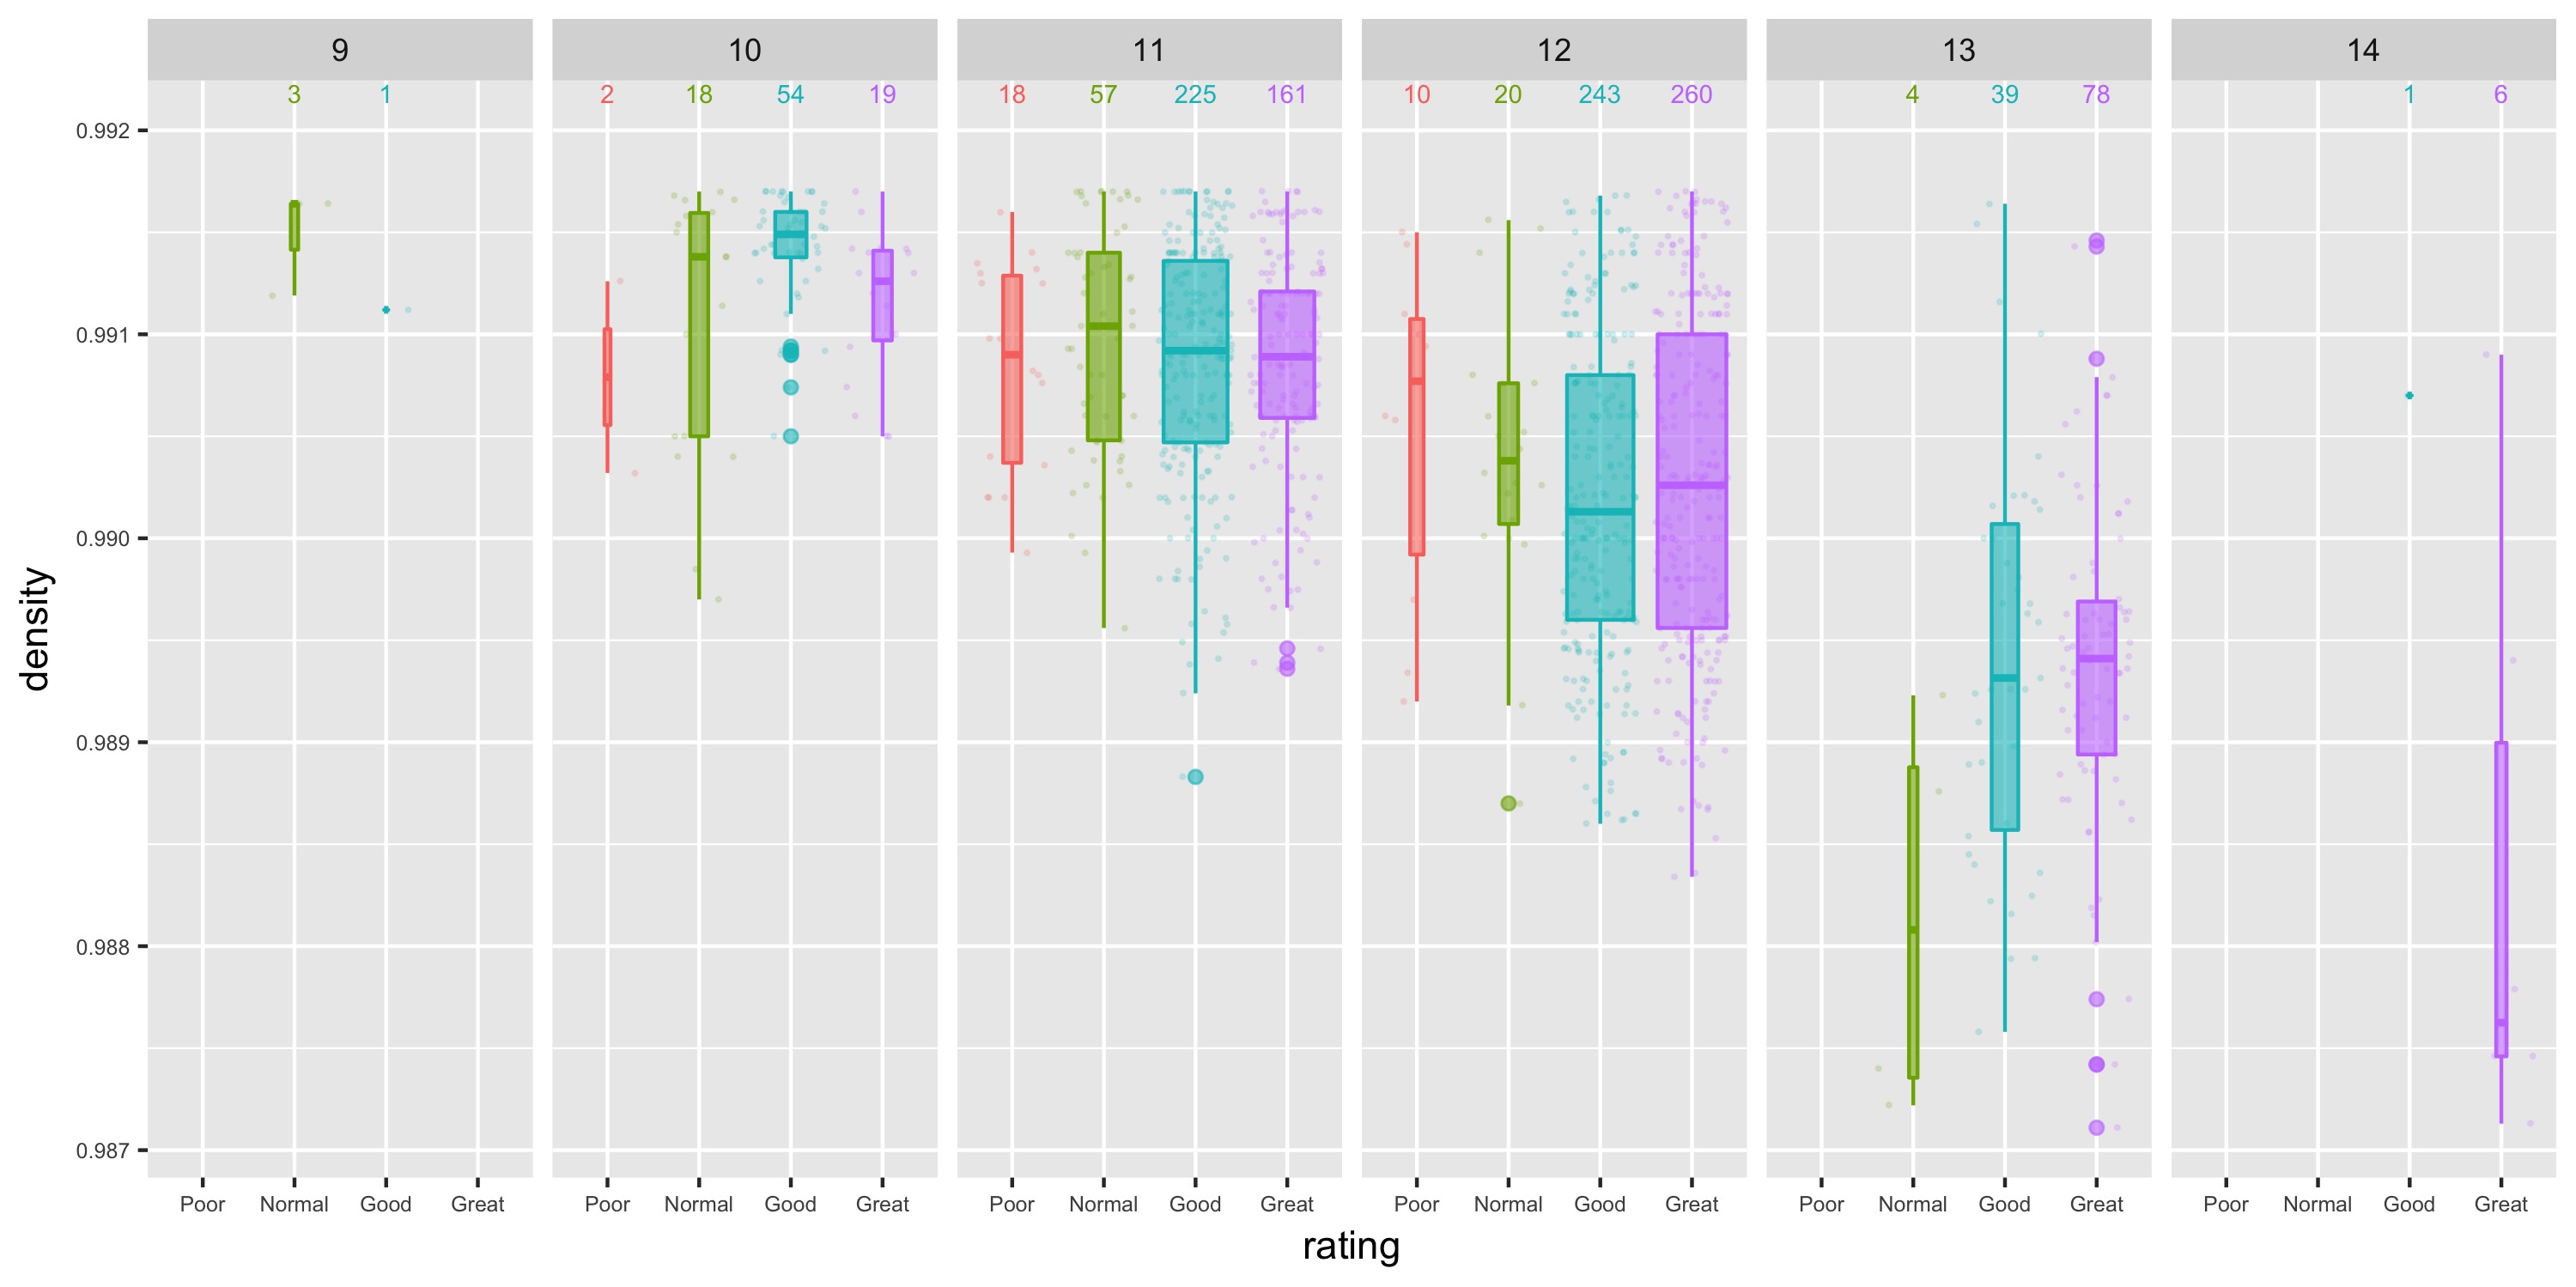 9 10 11 12 13 14
3 1 2 18 54 19 18 57 225 161 10 20 243 260 4 39 78 1 6
0.992
0.991
0.990
0.989
0.988
0.987
density
Poor Normal Good Great Poor Normal Good Great Poor Normal Good Great Poor Normal Good Great Poor Normal Good Great Poor Normal Good Great
rating